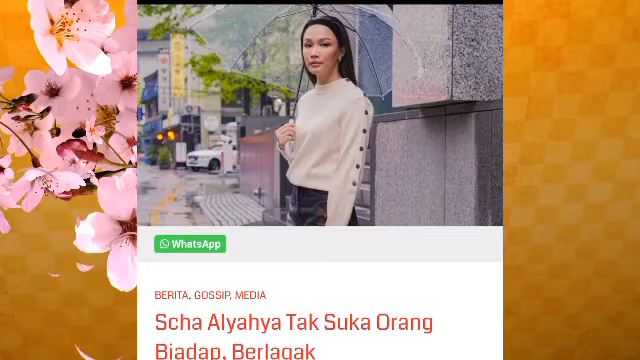 WhatsApp
BERITA, GOSSIP, MEDIA
Scha Alyahya Tak Suka Orang
Biadap, Berlagak